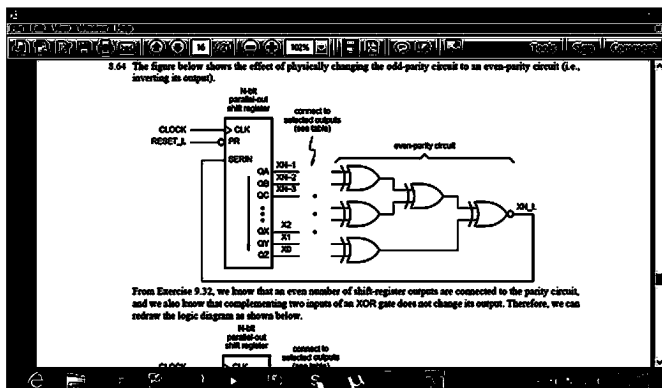 16
102%
Tools
Sign
Comment
8.64 The figure below shows the effect of physically changing the odd-parity circuit to an even-parity circuit (i.e.,
inverting its output).
N-bit
parallel-out
shift register
connect to
selected outputs
(see table)
even-parity circuit
CLOCK
CLK
RESET_L
PR
SERIN
QA XN–1
QB XN–2
QC XN–3
QX X2
QY X1
QZ X0
XN_L
From Exercise 9.32, we know that an even number of shift-register outputs are connected to the parity circuit,
and we also know that complementing two inputs of an XOR gate does not change its output. Therefore, we can
redraw the logic diagram as shown below.
N-bit
parallel-out
shift register
connect to
selected outputs
(see table)
CLOCK
CLK